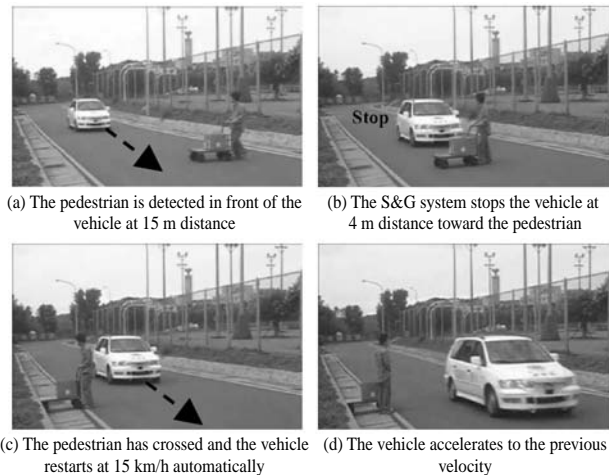 (a) The pedestrian is detected in front of the
vehicle at 15 m distance
Stop
(b) The S&G system stops the vehicle at
4 m distance toward the pedestrian
(c) The pedestrian has crossed and the vehicle
restarts at 15 km/h automatically
(d) The vehicle accelerates to the previous
velocity